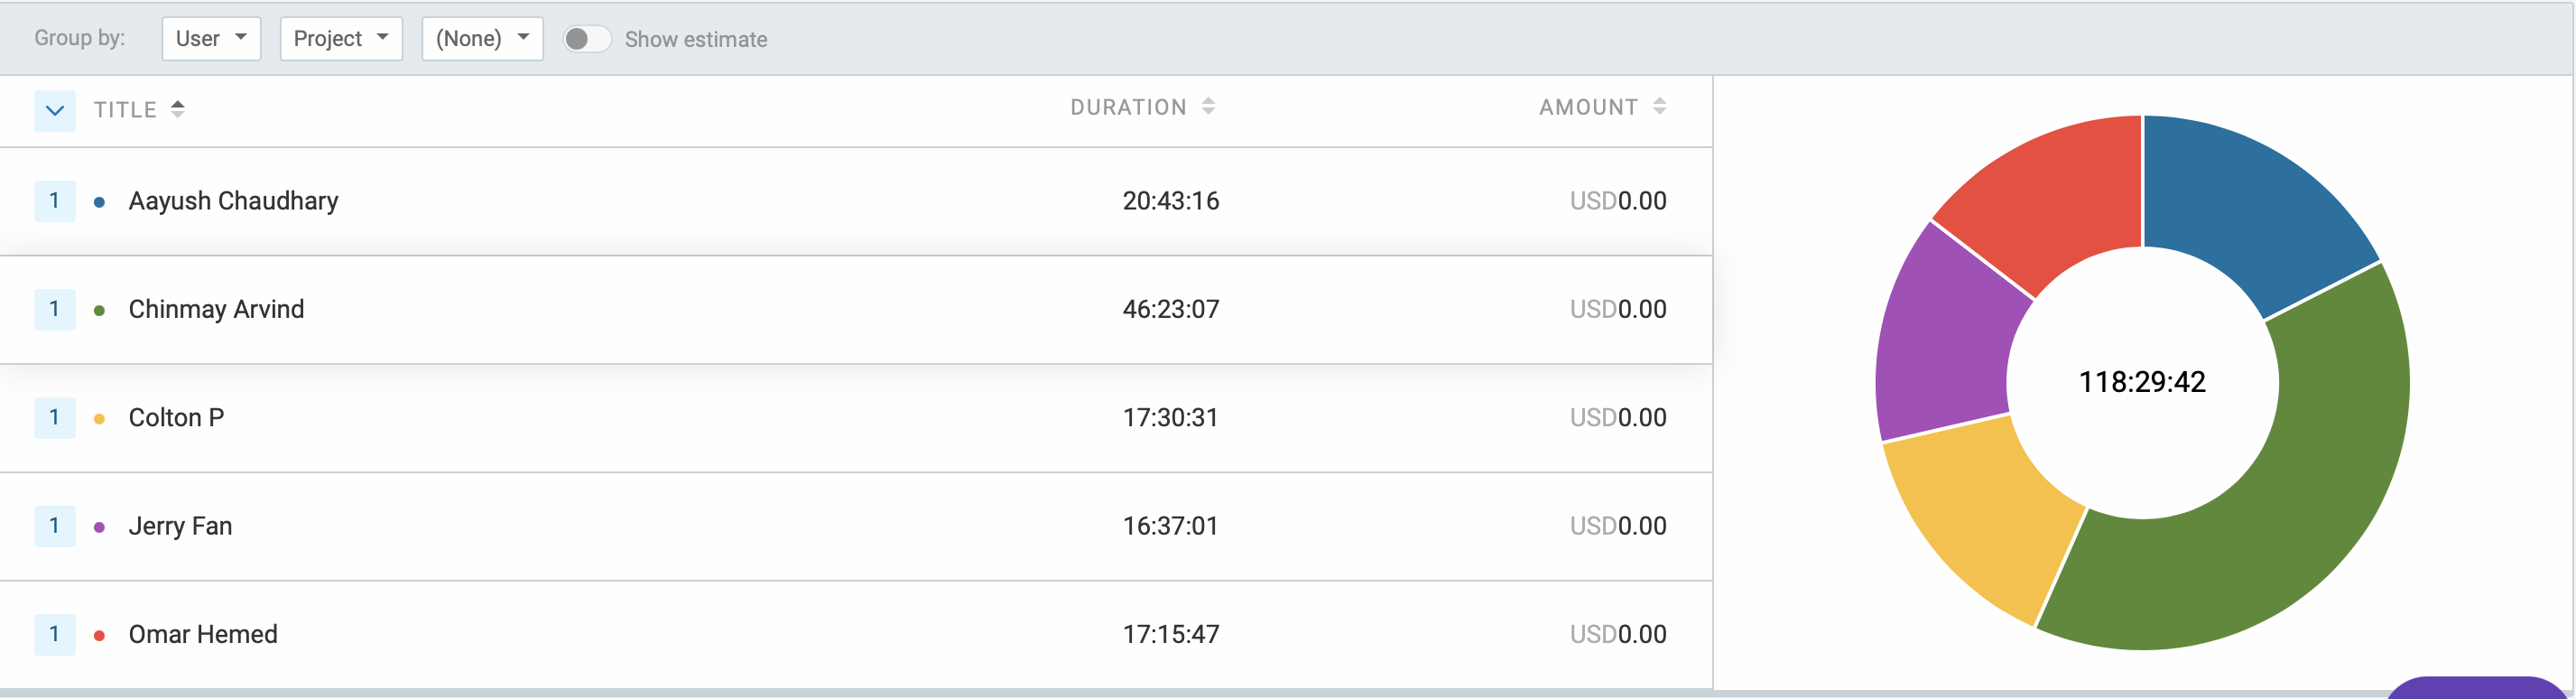 Group by: User Project (None) Show estimate
TITLE DURATION AMOUNT
1 Aayush Chaudhary 20:43:16 USD0.00
1 Chinmay Arvind 46:23:07 USD0.00
1 Colton P 17:30:31 USD0.00
1 Jerry Fan 16:37:01 USD0.00
1 Omar Hemed 17:15:47 USD0.00
118:29:42